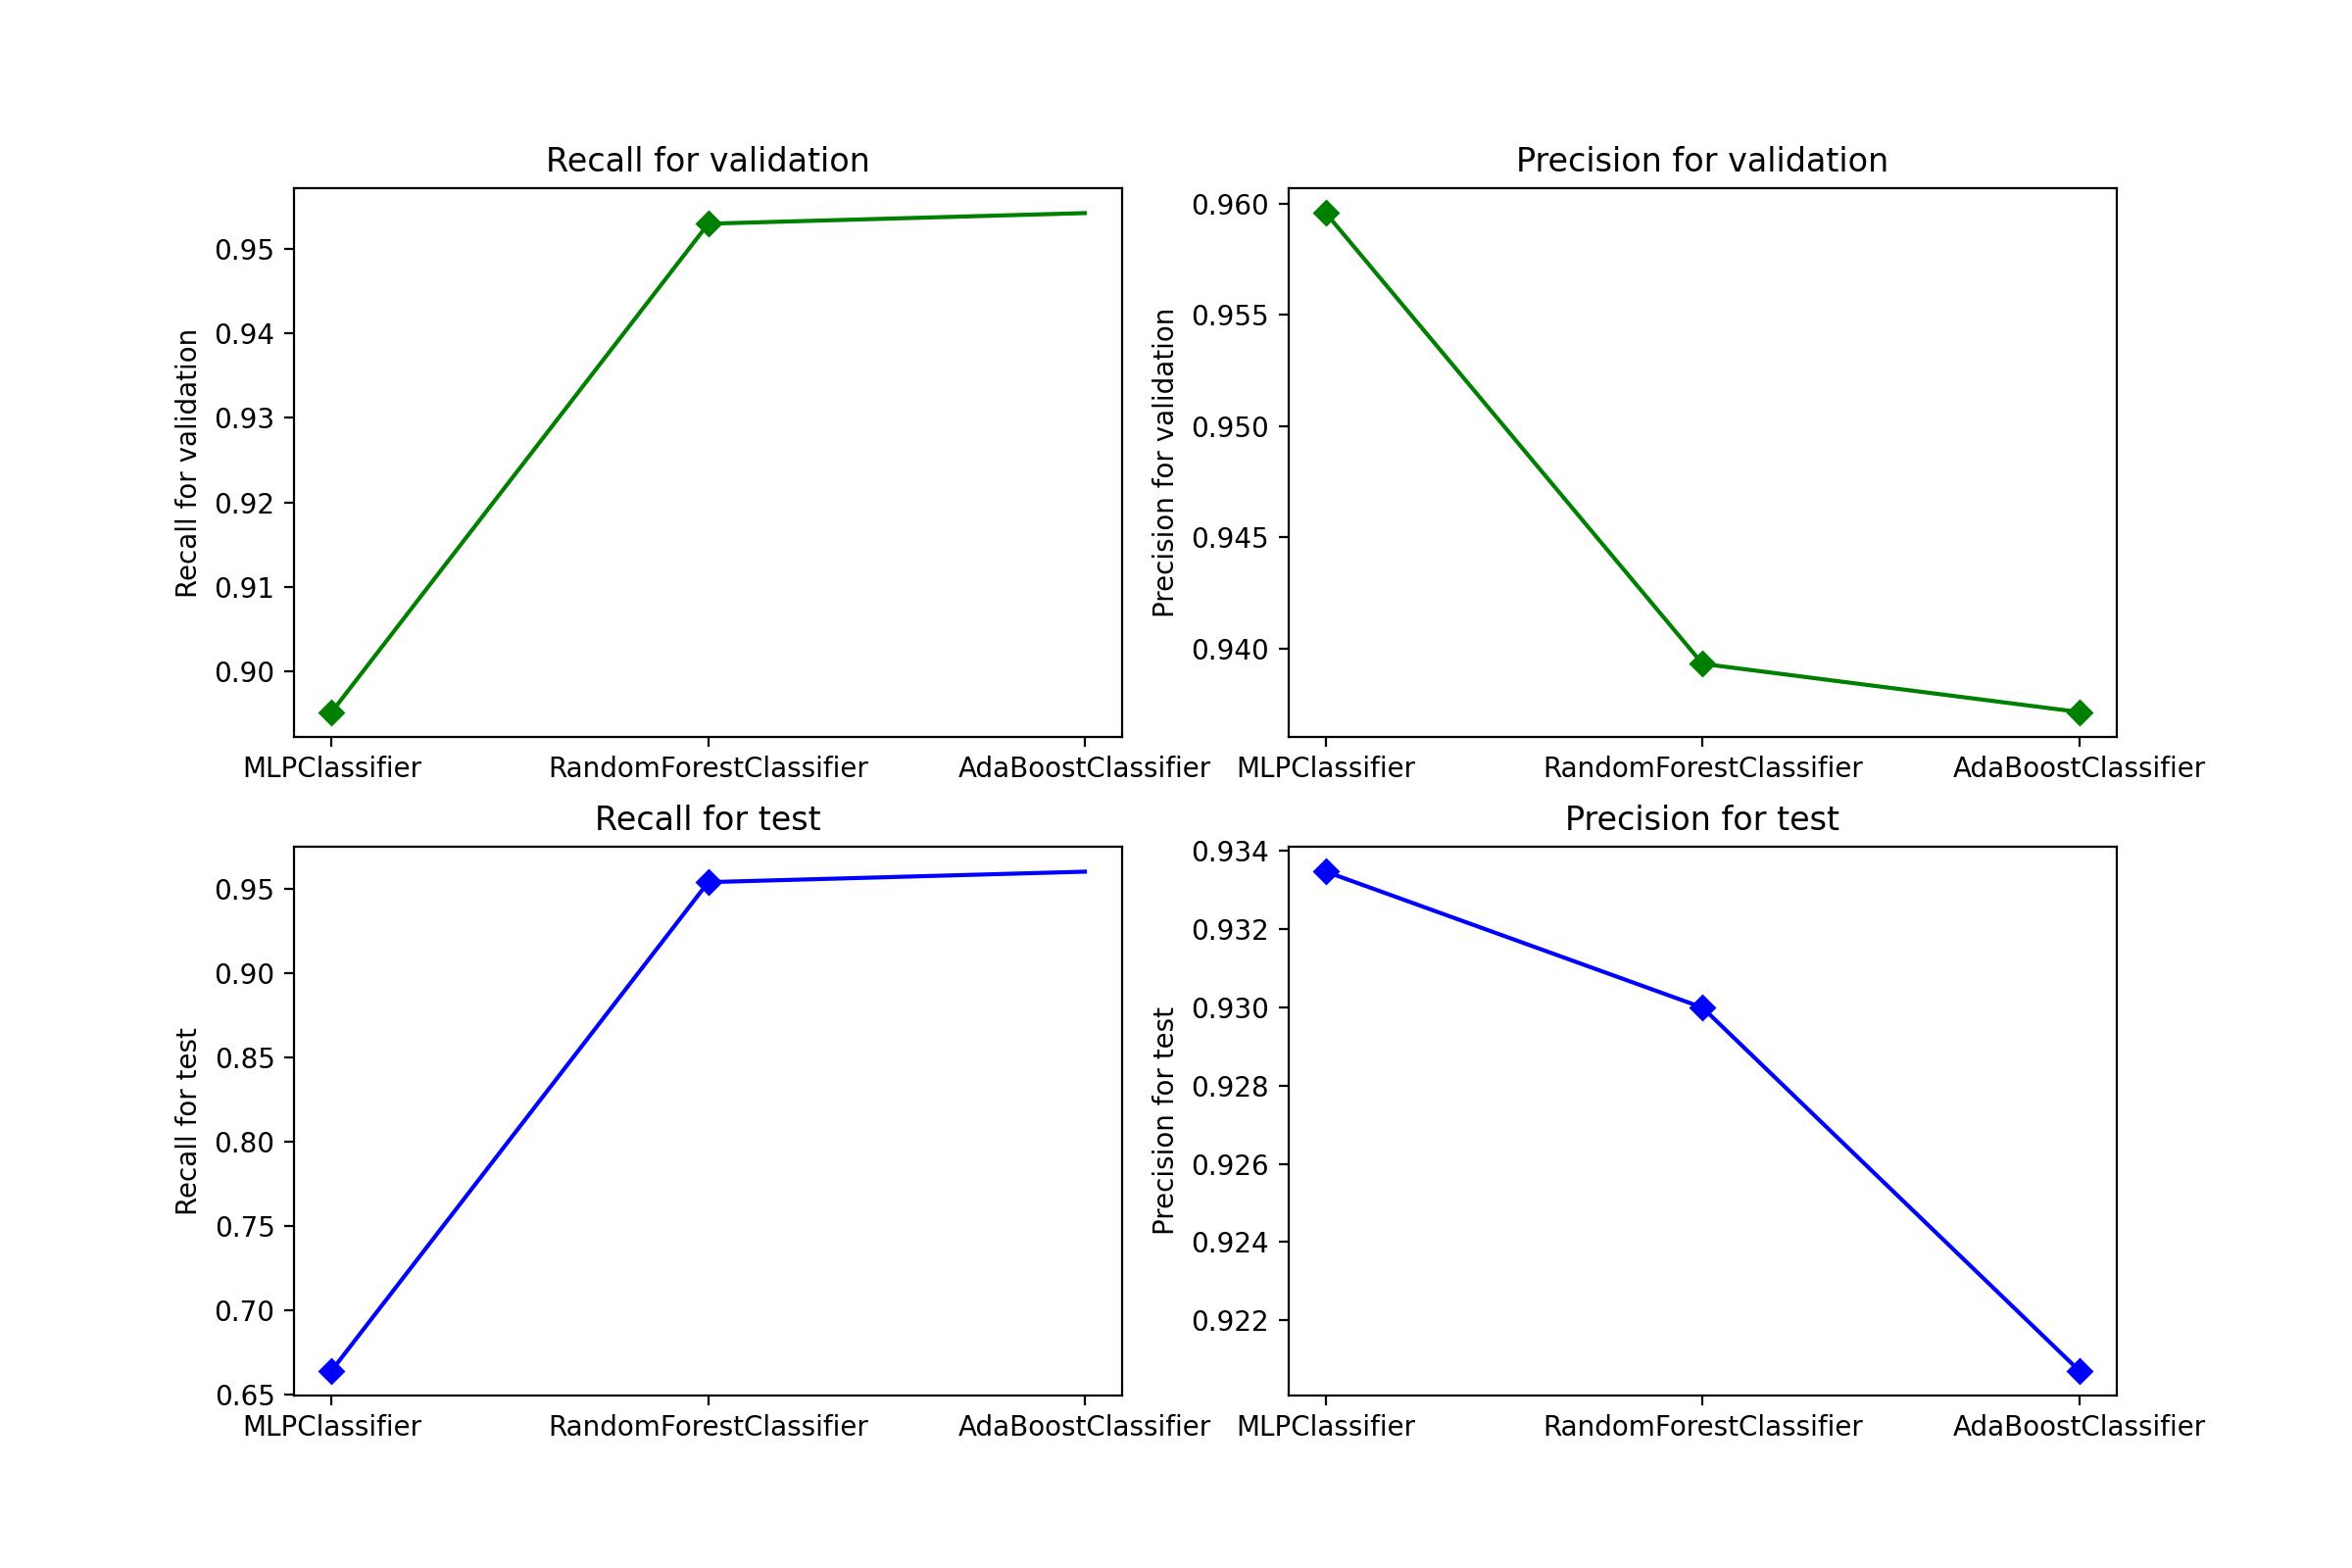 Recall for validation
Recall for validation
0.95
0.94
0.93
0.92
0.91
0.90
MLPClassifier
RandomForestClassifier
AdaBoostClassifier
Precision for validation
Precision for validation
0.960
0.955
0.950
0.945
0.940
MLPClassifier
RandomForestClassifier
AdaBoostClassifier
Recall for test
Recall for test
0.95
0.90
0.85
0.80
0.75
0.70
0.65
MLPClassifier
RandomForestClassifier
AdaBoostClassifier
Precision for test
Precision for test
0.934
0.932
0.930
0.928
0.926
0.924
0.922
MLPClassifier
RandomForestClassifier
AdaBoostClassifier